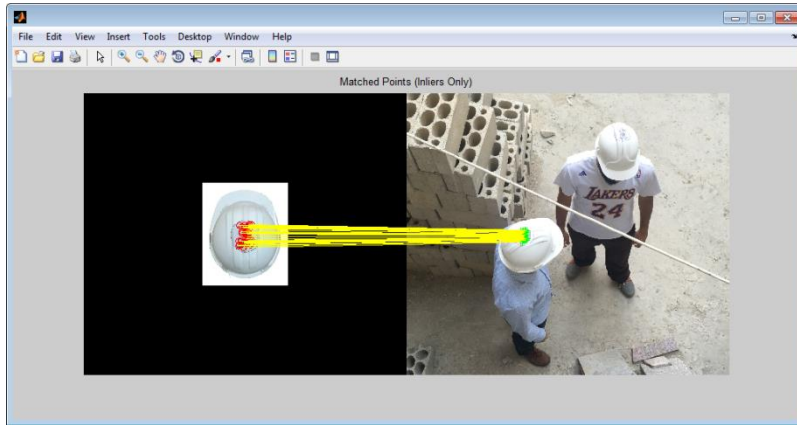 File Edit View Insert Tools Desktop Window Help
Matched Points (Inliers Only)
LAKERS
24